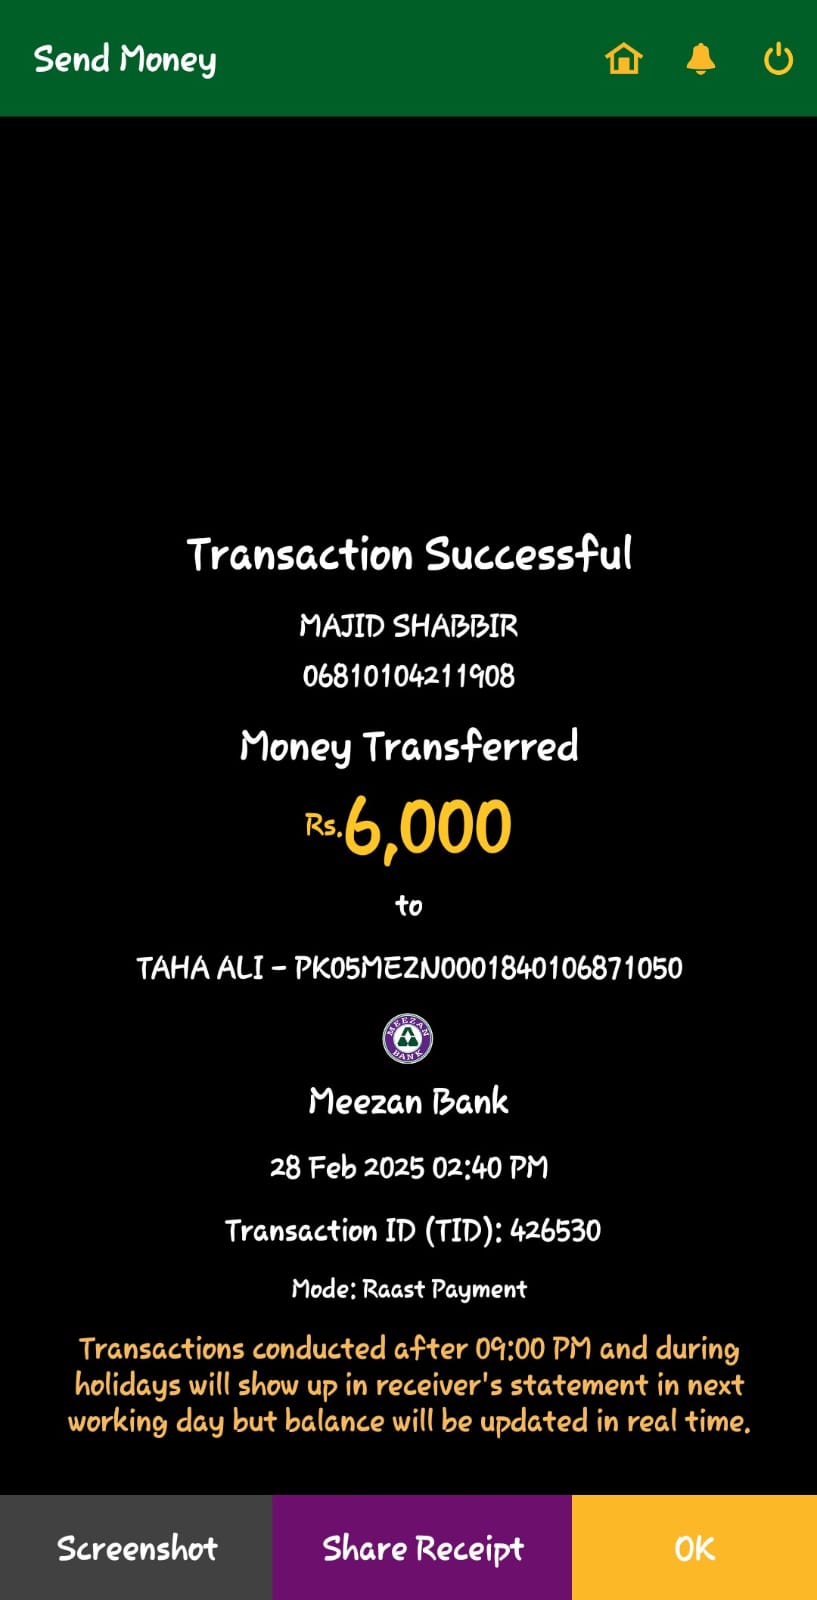 Send Money
Transaction Successful
MAJID SHABBIR
06810104211908
Money Transferred
Rs.6,000
to
TAHA ALI - PK05MEZN0001840106871050
MEEZAN
BANK
Meezan Bank
28 Feb 2025 02:40 PM
Transaction ID (TID): 426530
Mode: Raast Payment
Transactions conducted after 09:00 PM and during
holidays will show up in receiver's statement in next
working day but balance will be updated in real time.
Screenshot
Share Receipt
OK